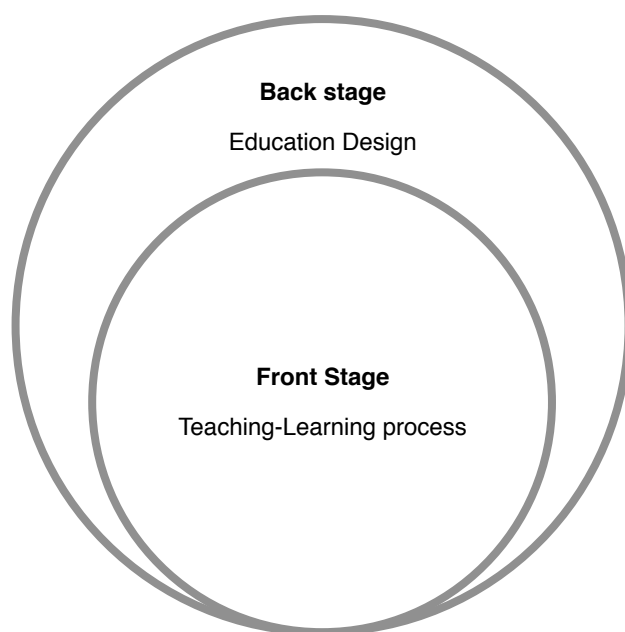 Back stage
Education Design
Front Stage
Teaching-Learning process